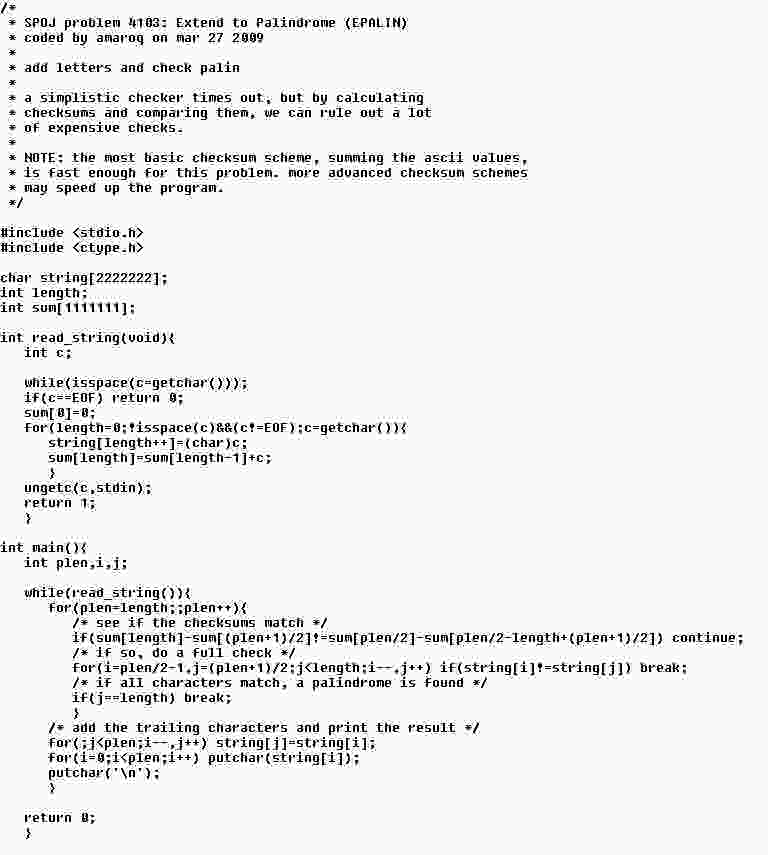 /*
 * SPOJ problem 4103: Extend to Palindrome (EPALIN)
 * coded by amaroq on mar 27 2009
 *
 * add letters and check palin
 *
 * a simplistic checker times out, but by calculating
 * checksums and comparing them, we can rule out a lot
 * of expensive checks.
 *
 * NOTE: the most basic checksum scheme, summing the ascii values,
 * is fast enough for this problem. more advanced checksum schemes
 * may speed up the program.
 */

#include <stdio.h>
#include <ctype.h>

char string[2222222];
int length;
int sum[1111111];

int read_string(void){
   int c;

   while(isspace(c=getchar()));
   if(c==EOF) return 0;
   sum[0]=0;
   for(length=0;!isspace(c)&&(c!=EOF);c=getchar()){
      string[length++]=(char)c;
      sum[length]=sum[length-1]+c;
      }
   ungetc(c,stdin);
   return 1;
   }

int main(){
   int plen,i,j;

   while(read_string()){
      for(plen=length;;plen++){
         /* see if the checksums match */
         if(sum[length]-sum[(plen+1)/2]!=sum[plen/2]-sum[plen/2-length+(plen+1)/2]) continue;
         /* if so, do a full check */
         for(i=plen/2-1,j=(plen+1)/2;j<length;i--,j++) if(string[i]!=string[j]) break;
         /* if all characters match, a palindrome is found */
         if(j==length) break;
         }
      /* add the trailing characters and print the result */
      for(;j<plen;i--,j++) string[j]=string[i];
      for(i=0;i<plen;i++) putchar(string[i]);
      putchar('\n');
      }

   return 0;
   }